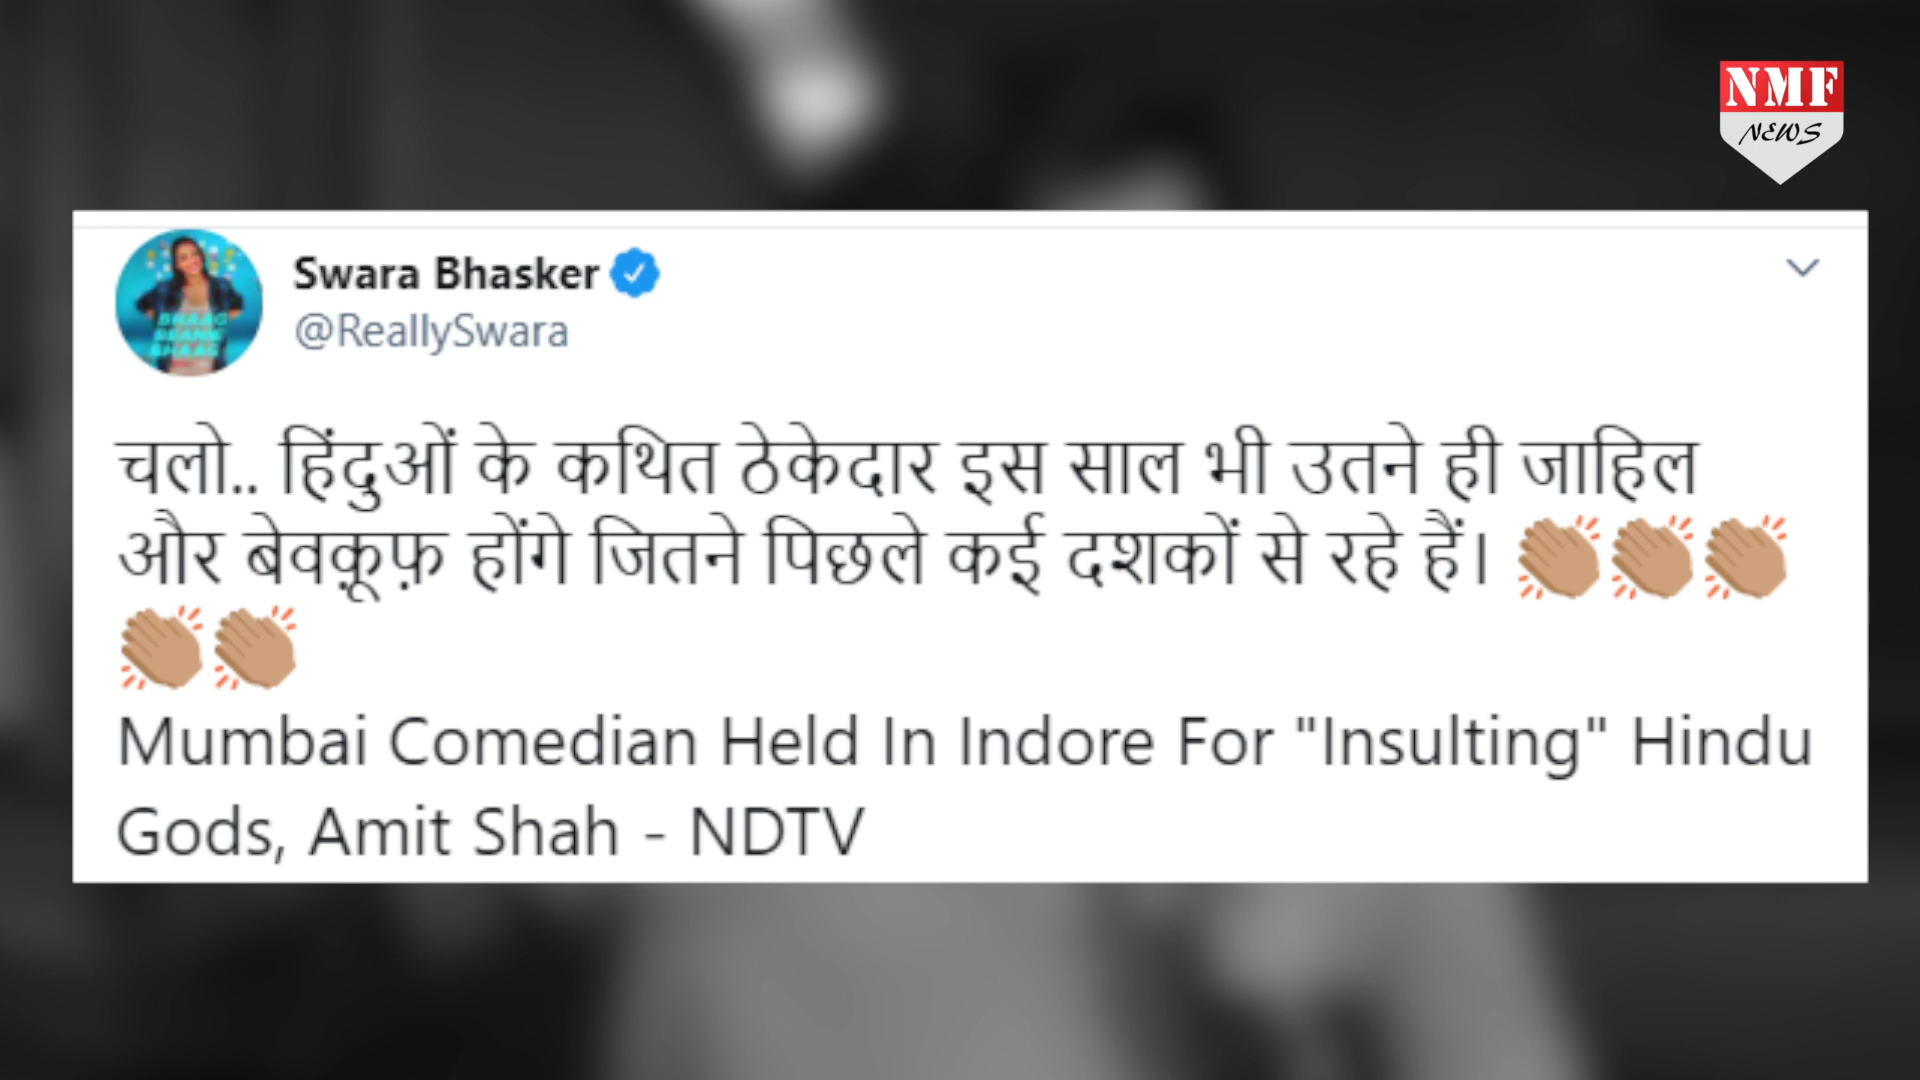 NMF
NEWS
Swara Bhasker
@ReallySwara
चलो.. हिंदुओं के कथित ठेकेदार इस साल भी उतने ही जाहिल
और बेवक़ूफ़ होंगे जितने पिछले कई दशकों से रहे हैं। 👏🏽👏🏽👏🏽
👏🏽👏🏽
Mumbai Comedian Held In Indore For "Insulting" Hindu
Gods, Amit Shah - NDTV